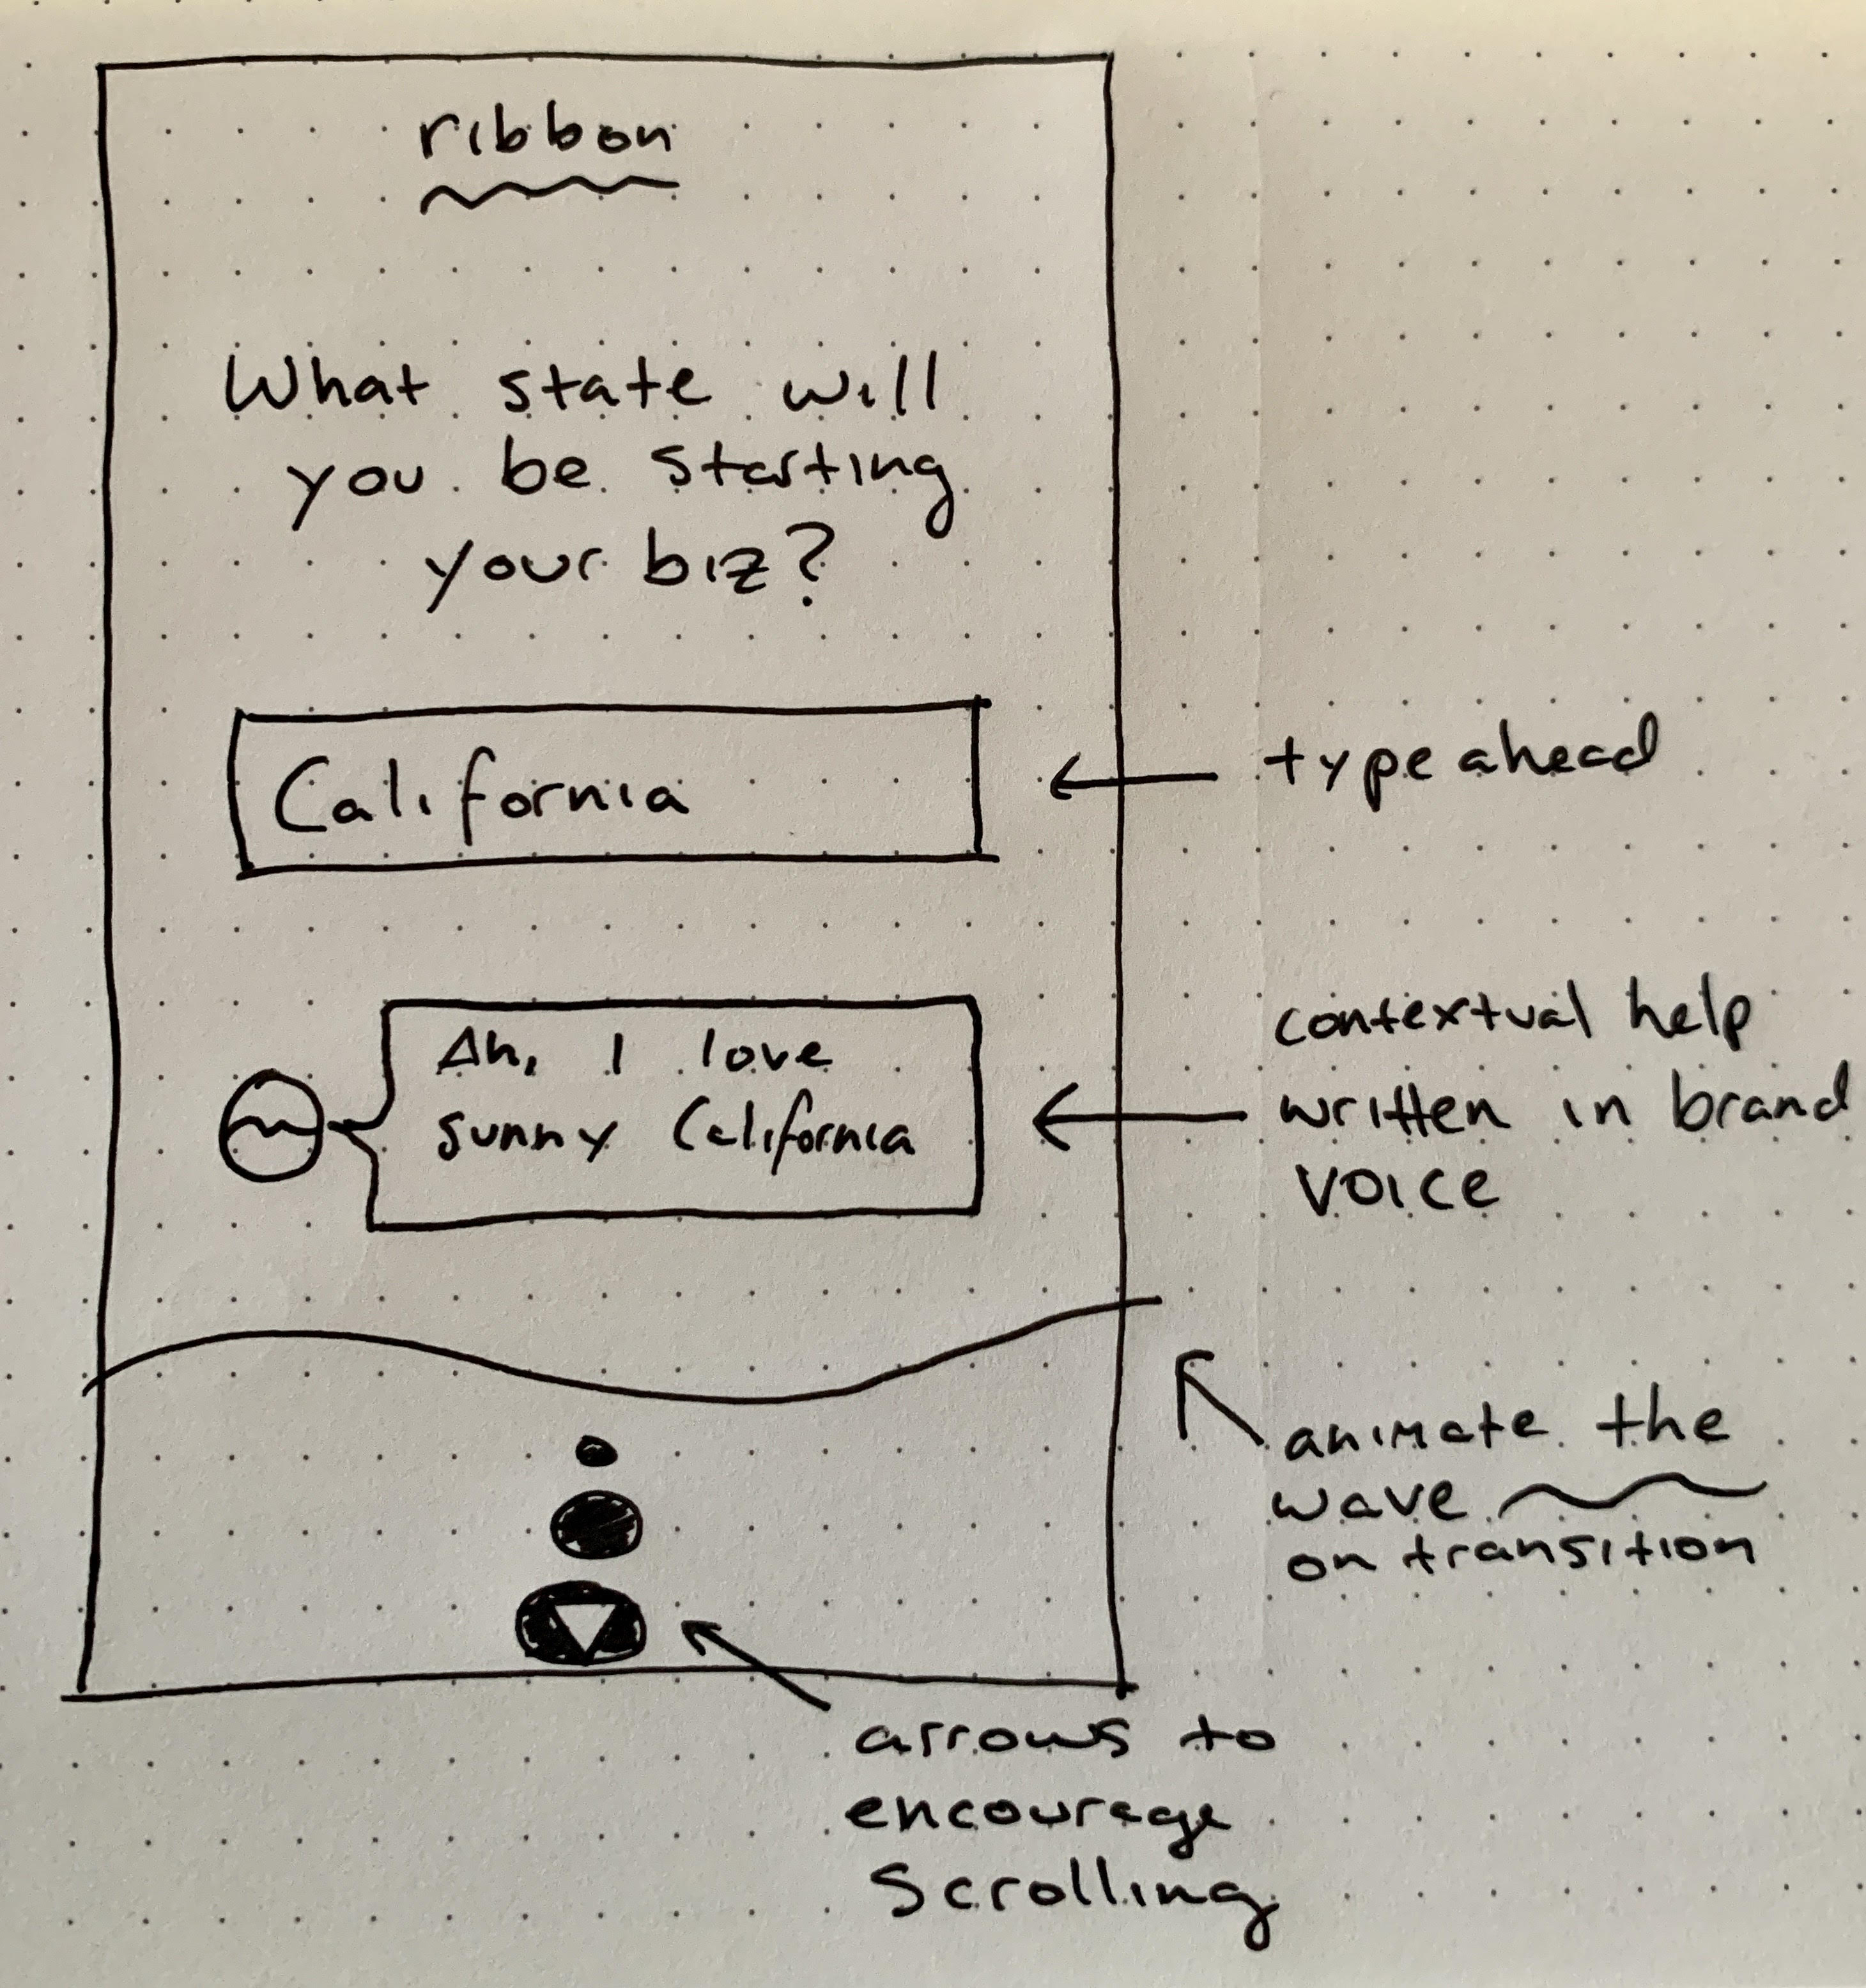 ribbon
What state will
you be starting
your biz?
California
typeahead
Ah, I love
sunny California
contextual help
written in brand
voice
animate the
wave
on transition
arrows to
encourage
scrolling